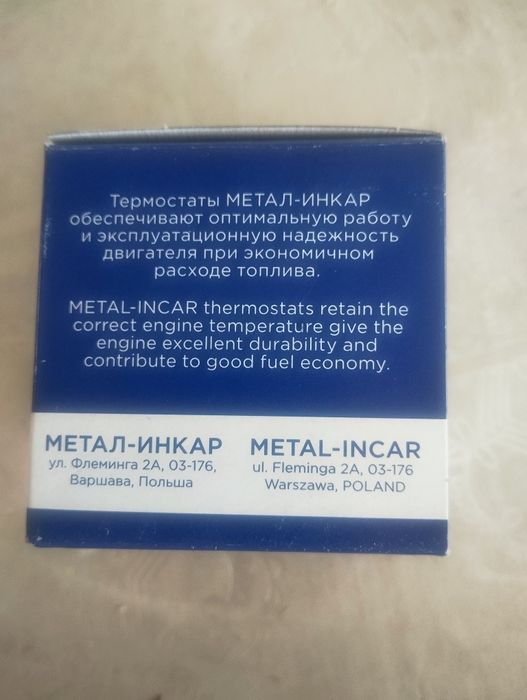 Термостаты МЕТАЛ-ИНКАР
обеспечивают оптимальную работу
и эксплуатационную надежность
двигателя при экономичном
расходе топлива.
METAL-INCAR thermostats retain the
correct engine temperature give the
engine excellent durability and
contribute to good fuel economy.
МЕТАЛ-ИНКАР
ул. Флеминга 2А, 03-176,
Варшава, Польша
METAL-INCAR
ul. Fleminga 2A, 03-176
Warszawa, POLAND